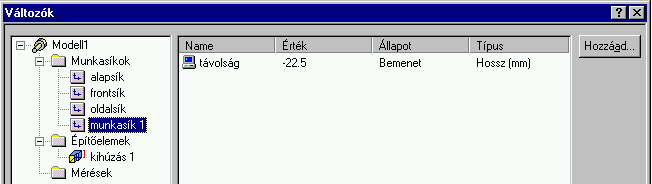 Változók
Modell1
Munkasíkok
alapsík
frontsík
oldalsík
munkasík 1
Építőelemek
kihúzás 1
Mérések
Name Érték Állapot Típus
távolság -22.5 Bemenet Hossz (mm)
Hozzáad...